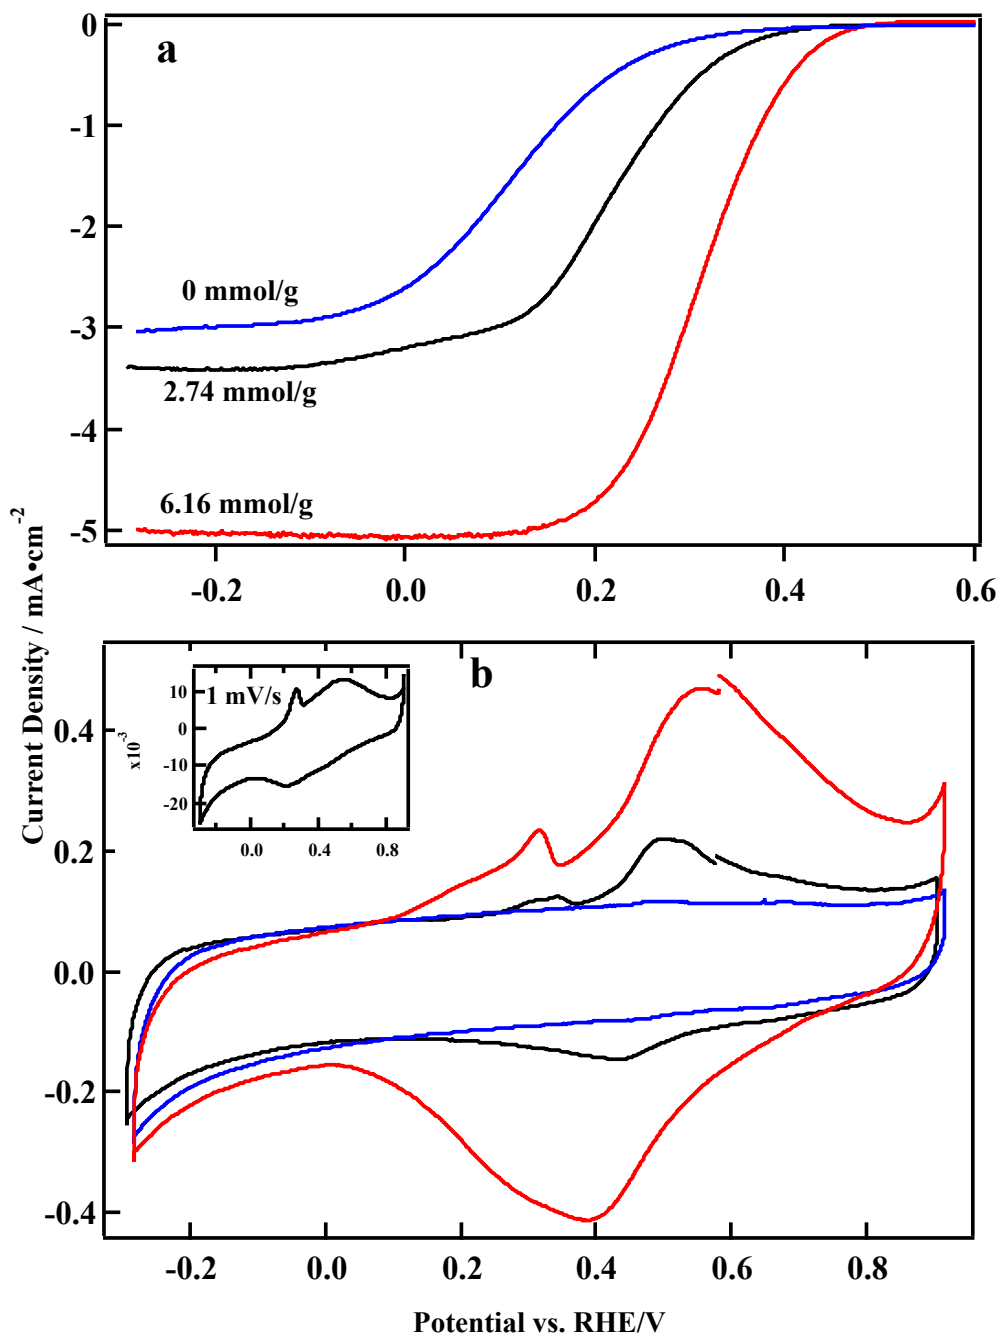 a
0
-1
-2
-3
-4
-5
0 mmol/g
2.74 mmol/g
6.16 mmol/g
-0.2 0.0 0.2 0.4 0.6
Current Density / mA•cm-2
b
1 mV/s
10
0
-10
-20
x10-3
0.0 0.4 0.8
0.4
0.2
0.0
-0.2
-0.4
-0.2 0.0 0.2 0.4 0.6 0.8
Potential vs. RHE/V